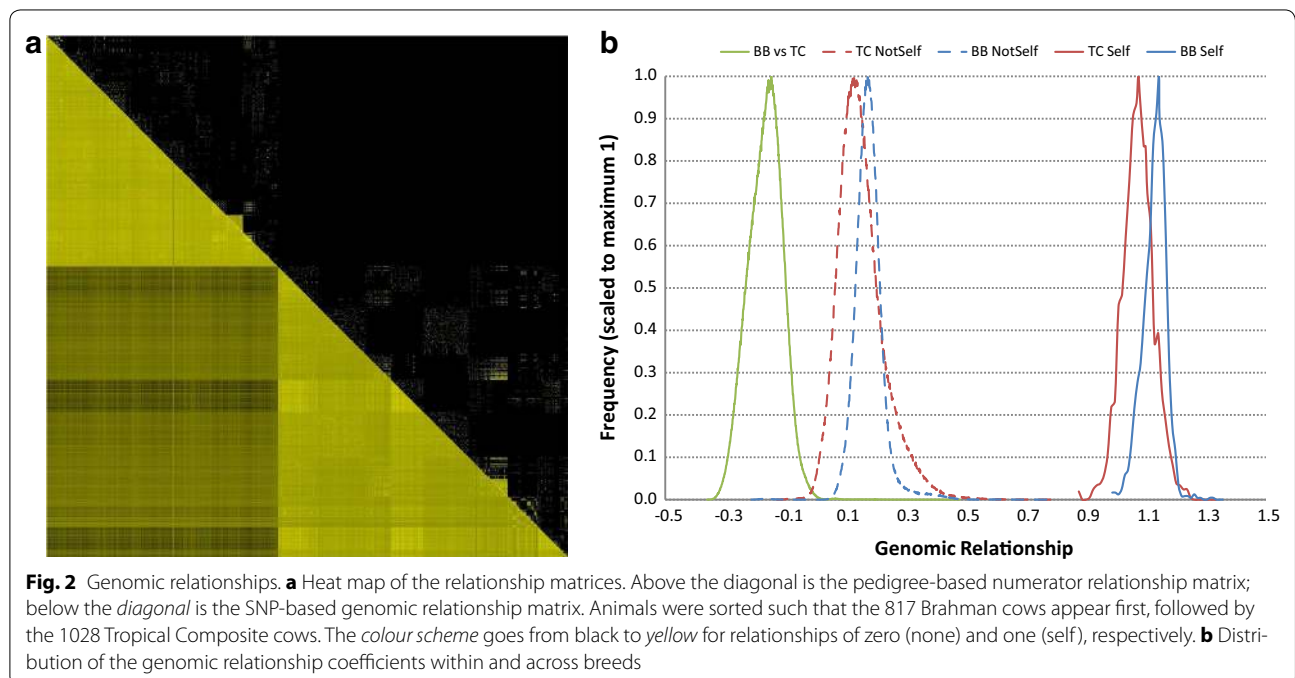 a
b
BB vs TC TC NotSelf BB NotSelf TC Self BB Self
1.0
0.9
0.8
0.7
0.6
0.5
0.4
0.3
0.2
0.1
0.0
Frequency (scaled to maximum 1)
-0.5 -0.3 -0.1 0.1 0.3 0.5 0.7 0.9 1.1 1.3 1.5
Genomic Relationship
Fig. 2 Genomic relationships. a Heat map of the relationship matrices. Above the diagonal is the pedigree-based numerator relationship matrix;
below the diagonal is the SNP-based genomic relationship matrix. Animals were sorted such that the 817 Brahman cows appear first, followed by
the 1028 Tropical Composite cows. The colour scheme goes from black to yellow for relationships of zero (none) and one (self), respectively. b Distri-
bution of the genomic relationship coefficients within and across breeds